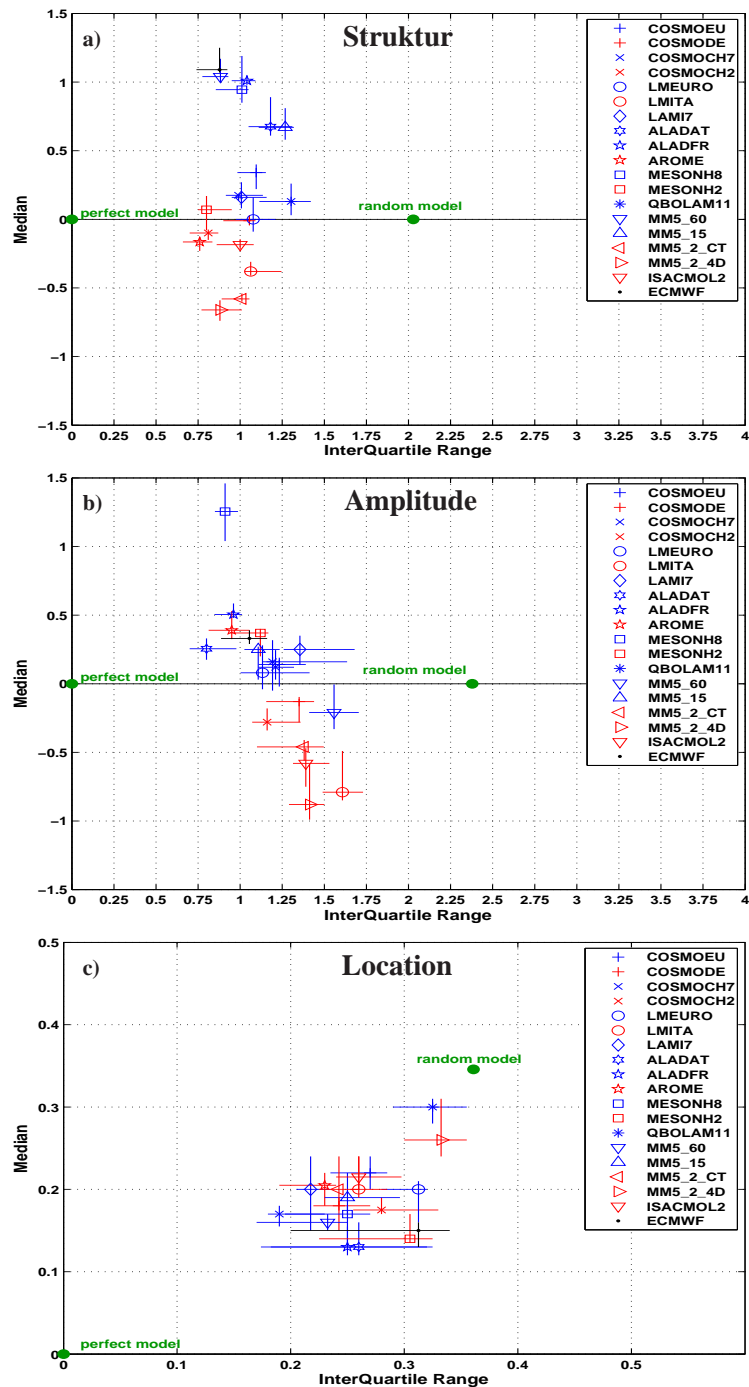 a)
Struktur
1.5
1
0.5
0
−0.5
−1
−1.5
Median
perfect model
random model
COSMOEU
COSMODE
COSMOCH7
COSMOCH2
LMEURO
LMITA
LAMI7
ALADAT
ALADFR
AROME
MESONH8
MESONH2
QBOLAM11
MM5_60
MM5_15
MM5_2_CT
MM5_2_4D
ISACMOL2
ECMWF
0 0.25 0.5 0.75 1 1.25 1.5 1.75 2 2.25 2.5 2.75 3 3.25 3.5 3.75 4
InterQuartile Range
b)
Amplitude
1.5
1
0.5
0
−0.5
−1
−1.5
Median
perfect model
random model
COSMOEU
COSMODE
COSMOCH7
COSMOCH2
LMEURO
LMITA
LAMI7
ALADAT
ALADFR
AROME
MESONH8
MESONH2
QBOLAM11
MM5_60
MM5_15
MM5_2_CT
MM5_2_4D
ISACMOL2
ECMWF
0 0.25 0.5 0.75 1 1.25 1.5 1.75 2 2.25 2.5 2.75 3 3.25 3.5 3.75 4
InterQuartile Range
c)
Location
0.5
0.4
0.3
0.2
0.1
0
Median
random model
perfect model
COSMOEU
COSMODE
COSMOCH7
COSMOCH2
LMEURO
LMITA
LAMI7
ALADAT
ALADFR
AROME
MESONH8
MESONH2
QBOLAM11
MM5_60
MM5_15
MM5_2_CT
MM5_2_4D
ISACMOL2
ECMWF
0 0.1 0.2 0.3 0.4 0.5
InterQuartile Range